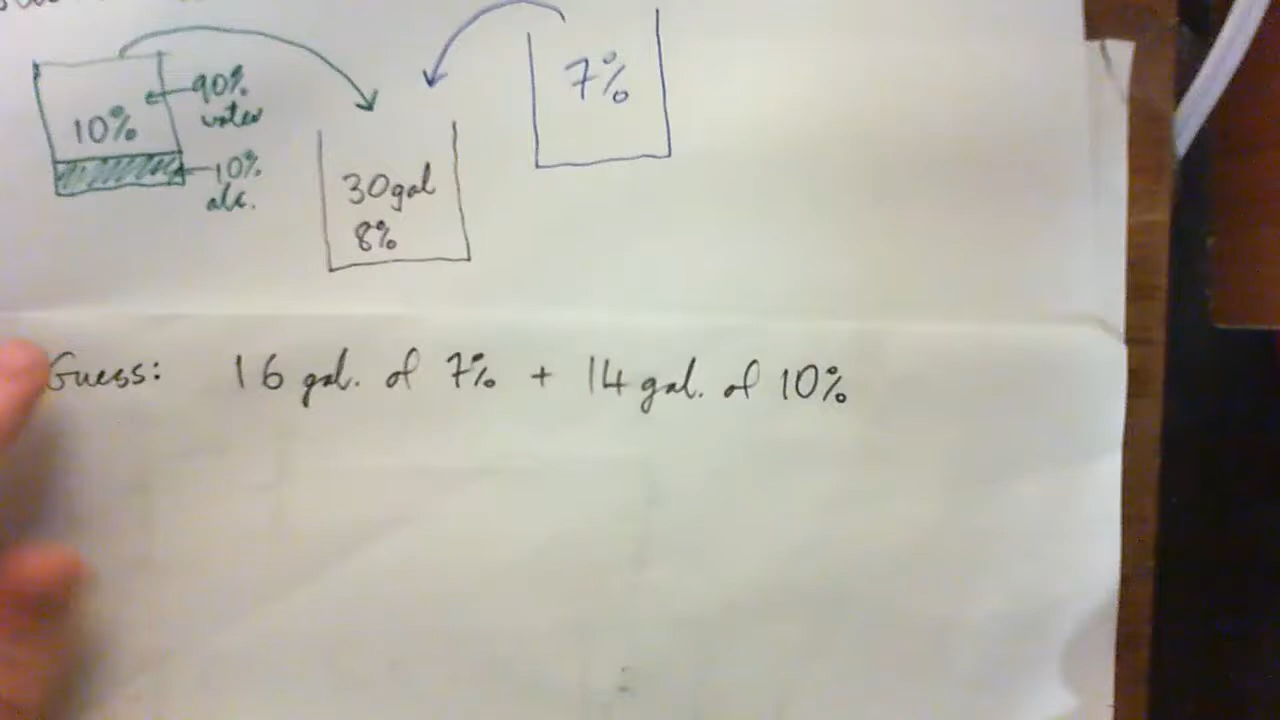 90%
water
7%
10%
10%
alc.
30gal
8%
Guess: 16 gal. of 7% + 14 gal. of 10%